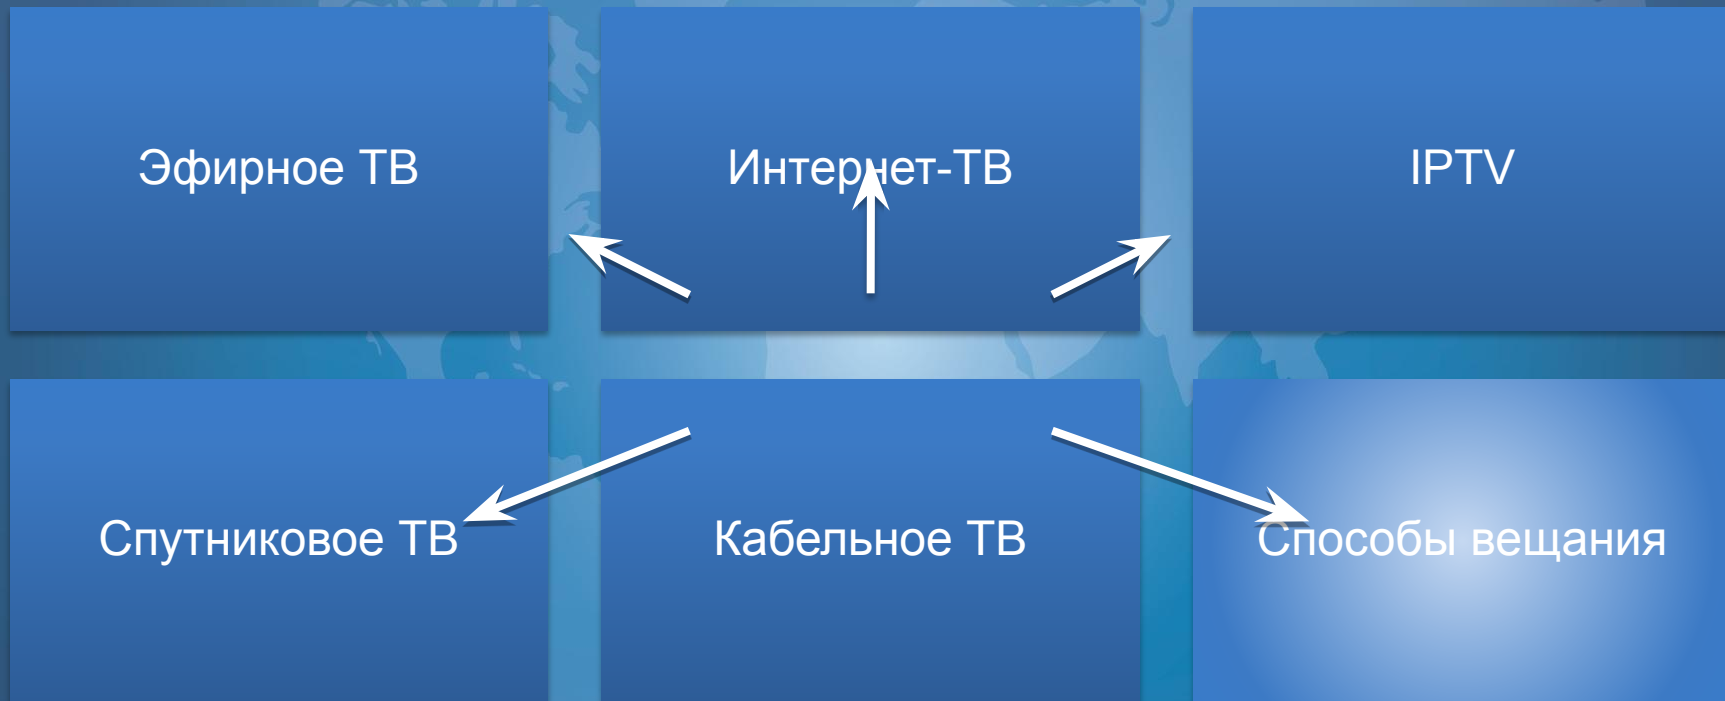 Эфирное ТВ
Интернет-ТВ
IPTV
Спутниковое ТВ
Кабельное ТВ
Способы вещания